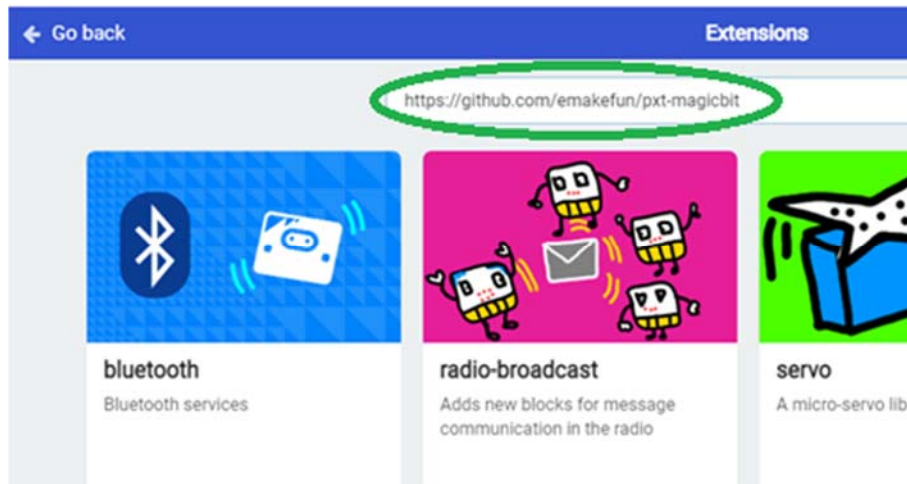 Go back
Extensions
https://github.com/emakefun/pxt-magicbit
bluetooth
Bluetooth services
radio-broadcast
Adds new blocks for message
communication in the radio
servo
A micro-servo lib